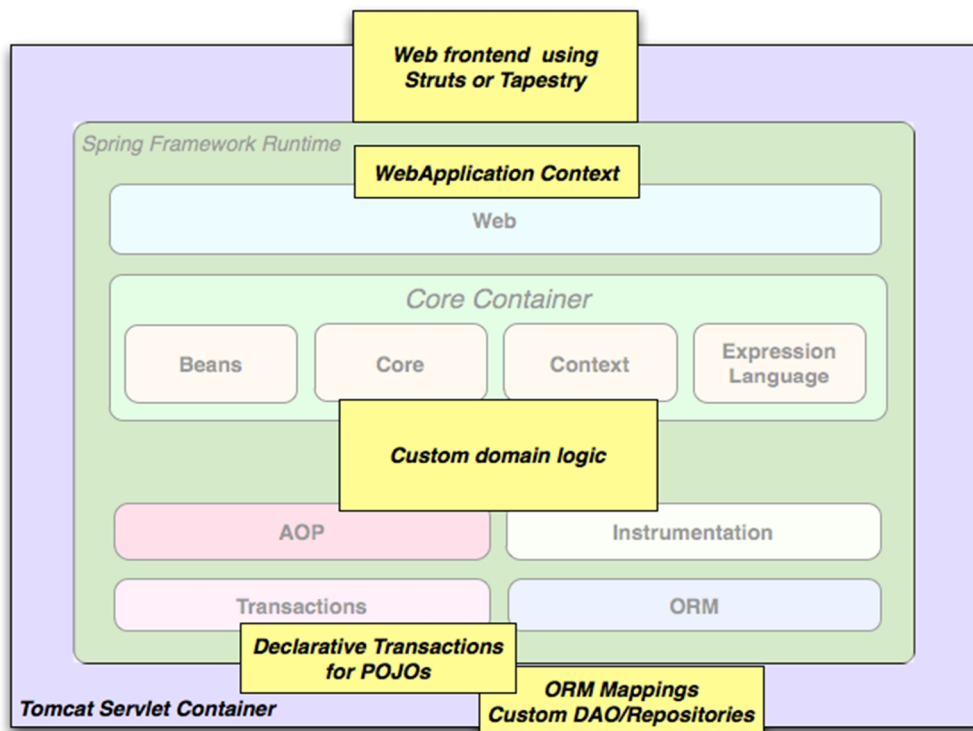 Web frontend using
Struts or Tapestry
Spring Framework Runtime
WebApplication Context
Web
Core Container
Beans
Core
Context
Expression
Language
Custom domain logic
AOP
Instrumentation
Transactions
ORM
Declarative Transactions
for POJOs
ORM Mappings
Custom DAO/Repositories
Tomcat Servlet Container